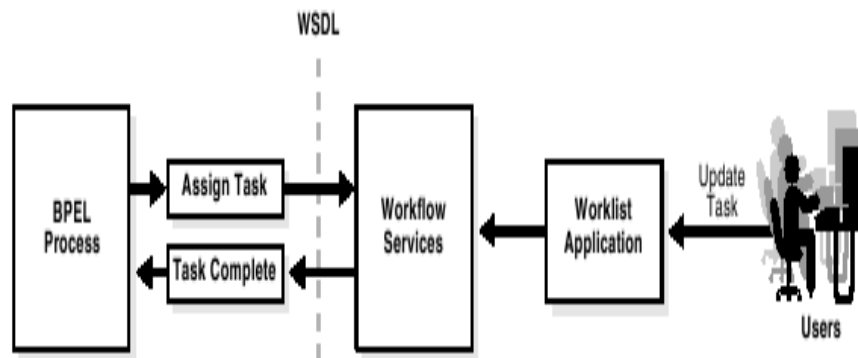 WSDL
BPEL
Process
Assign Task
Task Complete
Workflow
Services
Worklist
Application
Update
Task
Users